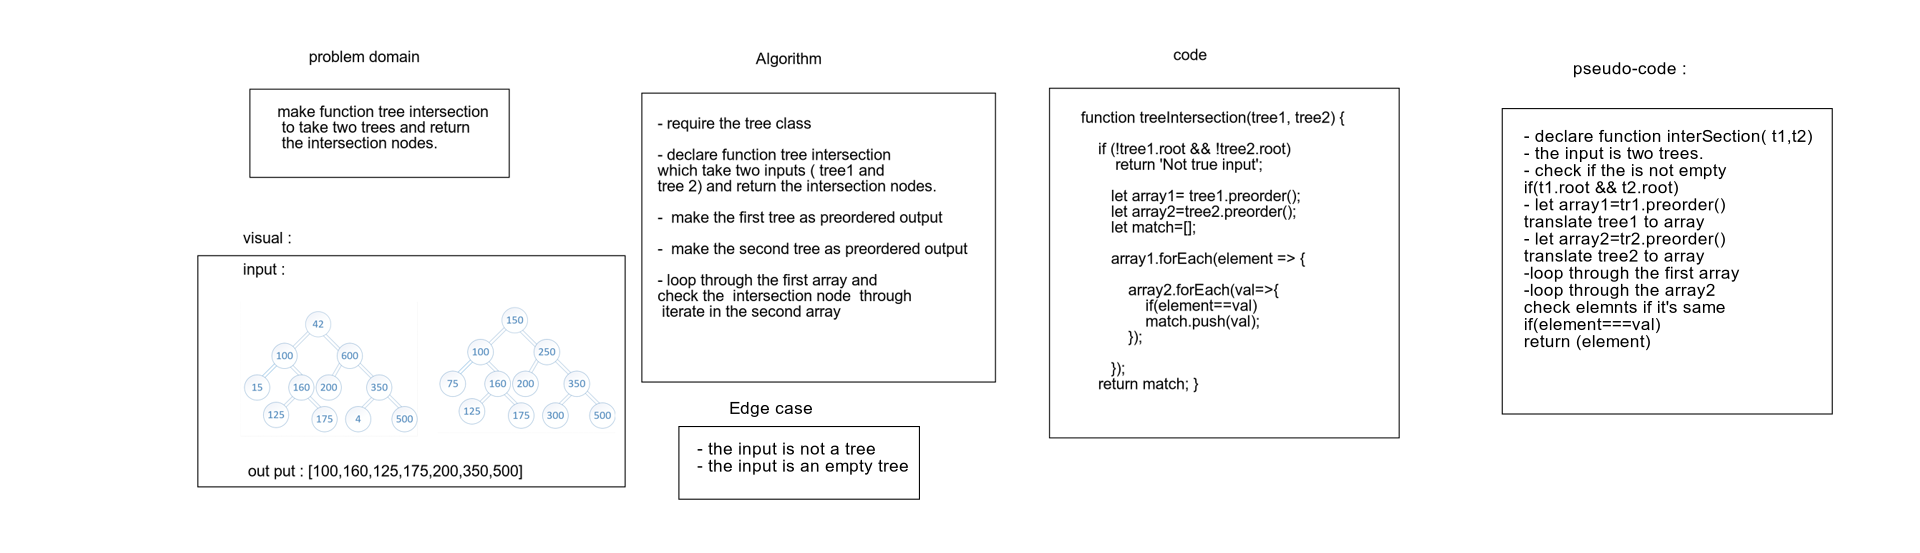 problem domain
make function tree intersection
to take two trees and return
the intersection nodes.
visual :
input :
42
100
600
15
160
200
350
125
175
4
500
150
100
250
75
160
200
350
125
175
300
500
out put : [100,160,125,175,200,350,500]
Algorithm
- require the tree class
- declare function tree intersection
which take two inputs ( tree1 and
tree 2) and return the intersection nodes.
-  make the first tree as preordered output
-  make the second tree as preordered output
- loop through the first array and
check the  intersection node  through
iterate in the second array
Edge case
- the input is not a tree
- the input is an empty tree
code
function treeIntersection(tree1, tree2) {
if (!tree1.root && !tree2.root)
return 'Not true input';
let array1= tree1.preorder();
let array2=tree2.preorder();
let match=[];
array1.forEach(element => {
array2.forEach(val=>{
if(element==val)
match.push(val);
});
});
return match; }
pseudo-code :
- declare function interSection( t1,t2)
- the input is two trees.
- check if the is not empty
if(t1.root && t2.root)
- let array1=tr1.preorder()
translate tree1 to array
- let array2=tr2.preorder()
translate tree2 to array
-loop through the first array
-loop through the array2
check elemnts if it's same
if(element===val)
return (element)